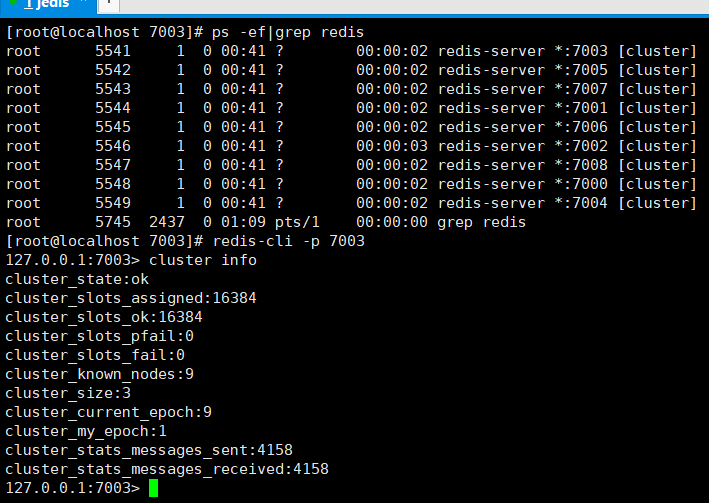 1 jedis
[root@localhost 7003]# ps -ef|grep redis
root      5541     1  0 00:41 ?        00:00:02 redis-server *:7003 [cluster]
root      5542     1  0 00:41 ?        00:00:02 redis-server *:7005 [cluster]
root      5543     1  0 00:41 ?        00:00:02 redis-server *:7007 [cluster]
root      5544     1  0 00:41 ?        00:00:02 redis-server *:7001 [cluster]
root      5545     1  0 00:41 ?        00:00:02 redis-server *:7006 [cluster]
root      5546     1  0 00:41 ?        00:00:03 redis-server *:7002 [cluster]
root      5547     1  0 00:41 ?        00:00:02 redis-server *:7008 [cluster]
root      5548     1  0 00:41 ?        00:00:02 redis-server *:7000 [cluster]
root      5549     1  0 00:41 ?        00:00:02 redis-server *:7004 [cluster]
root      5745  2437  0 01:09 pts/1    00:00:00 grep redis
[root@localhost 7003]# redis-cli -p 7003
127.0.0.1:7003> cluster info
cluster_state:ok
cluster_slots_assigned:16384
cluster_slots_ok:16384
cluster_slots_pfail:0
cluster_slots_fail:0
cluster_known_nodes:9
cluster_size:3
cluster_current_epoch:9
cluster_my_epoch:1
cluster_stats_messages_sent:4158
cluster_stats_messages_received:4158
127.0.0.1:7003>